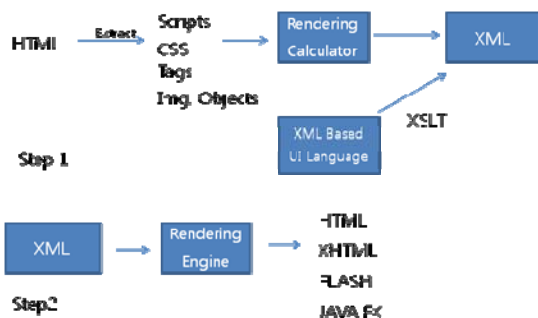 HTML
Extract
Scripts
CSS
Tags
Img, Objects
Rendering
Calculator
XML
XML Based
UI Language
XSLT
Step 1
XML
Rendering
Engine
HTML
XHTML
FLASH
JAVA FX
Step2